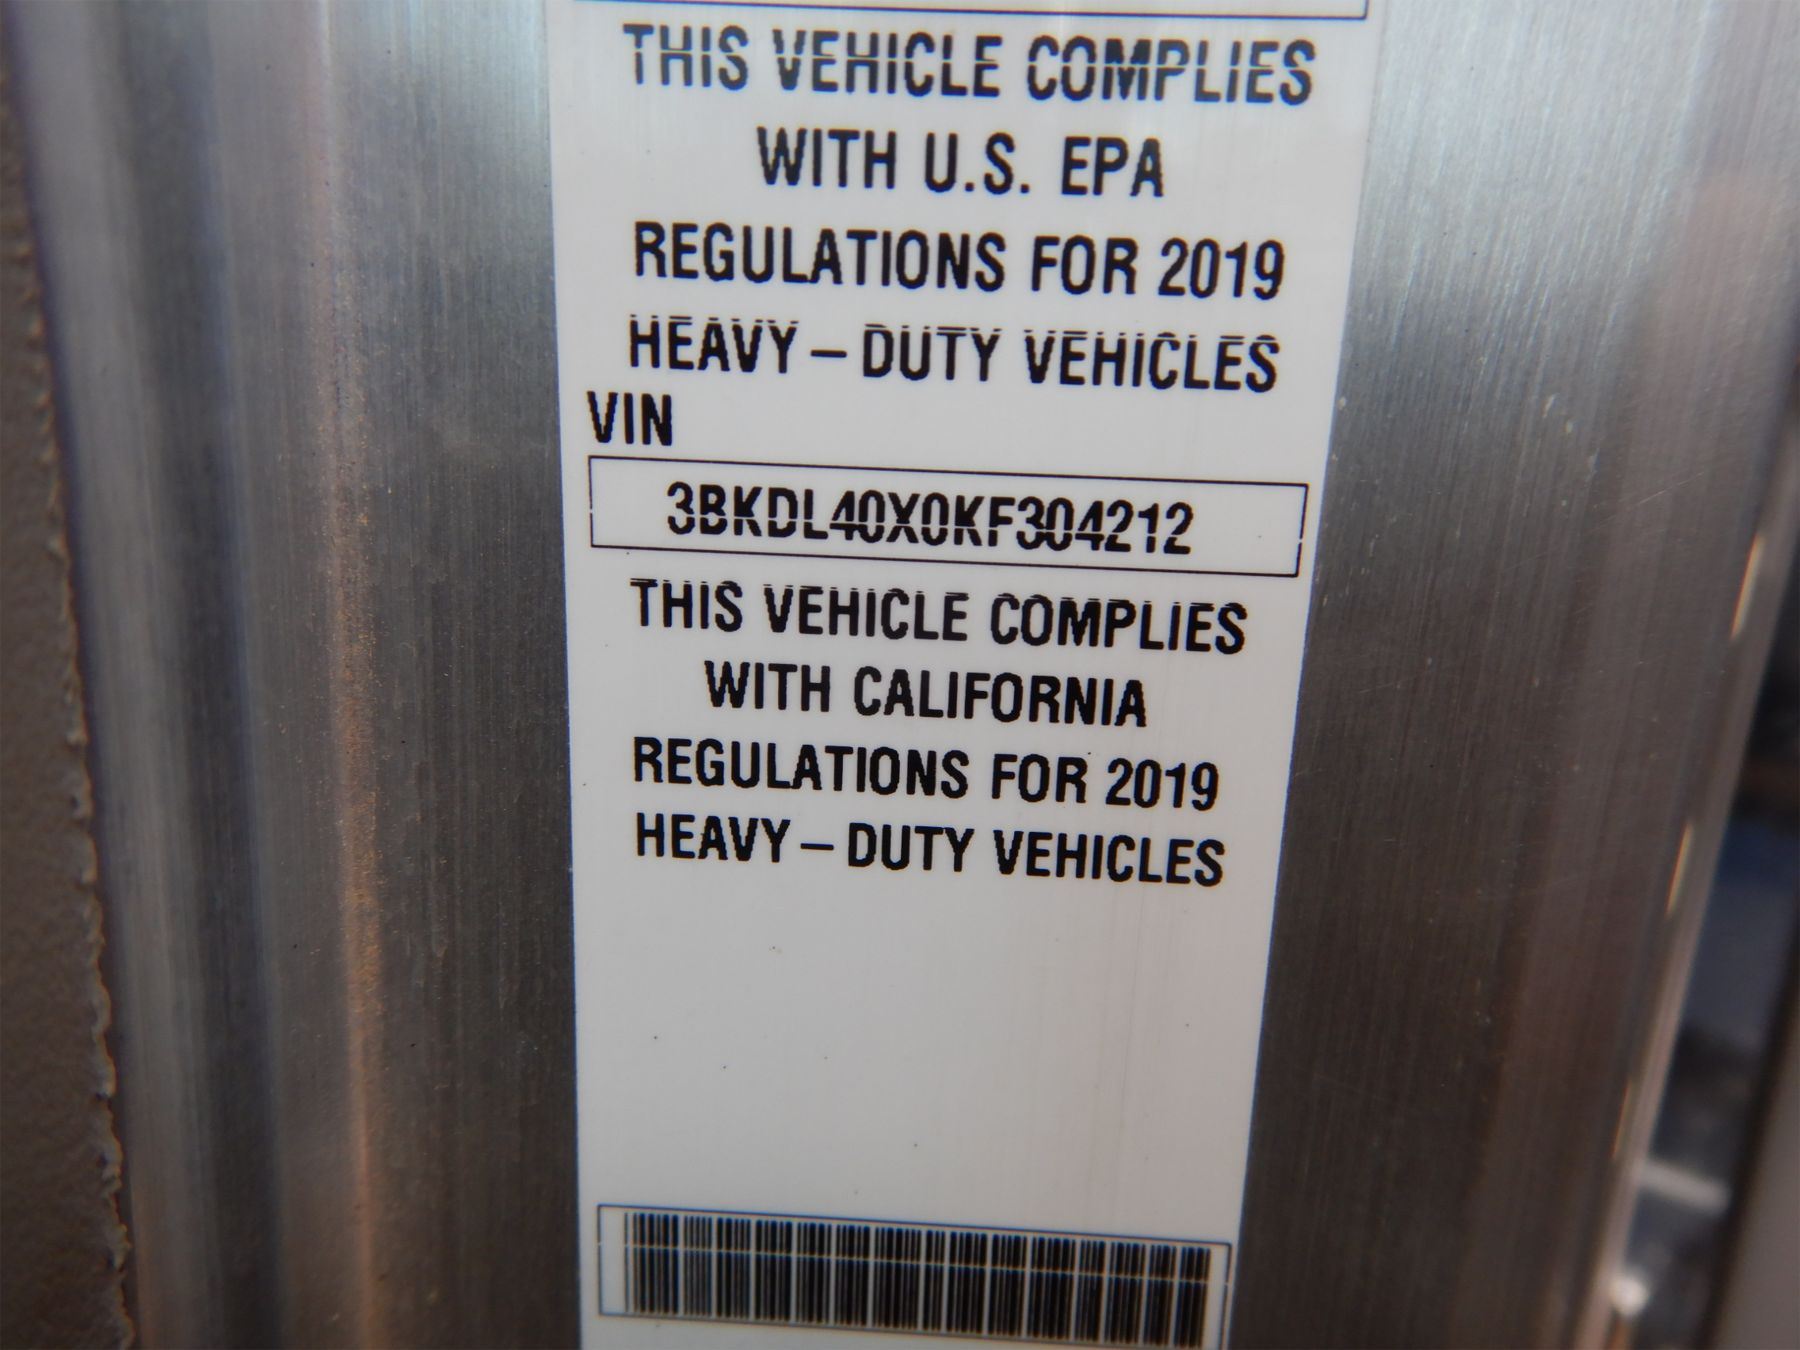 THIS VEHICLE COMPLIES
WITH U.S. EPA
REGULATIONS FOR 2019
HEAVY – DUTY VEHICLES
VIN
3BKDL40X0KF304212
THIS VEHICLE COMPLIES
WITH CALIFORNIA
REGULATIONS FOR 2019
HEAVY – DUTY VEHICLES